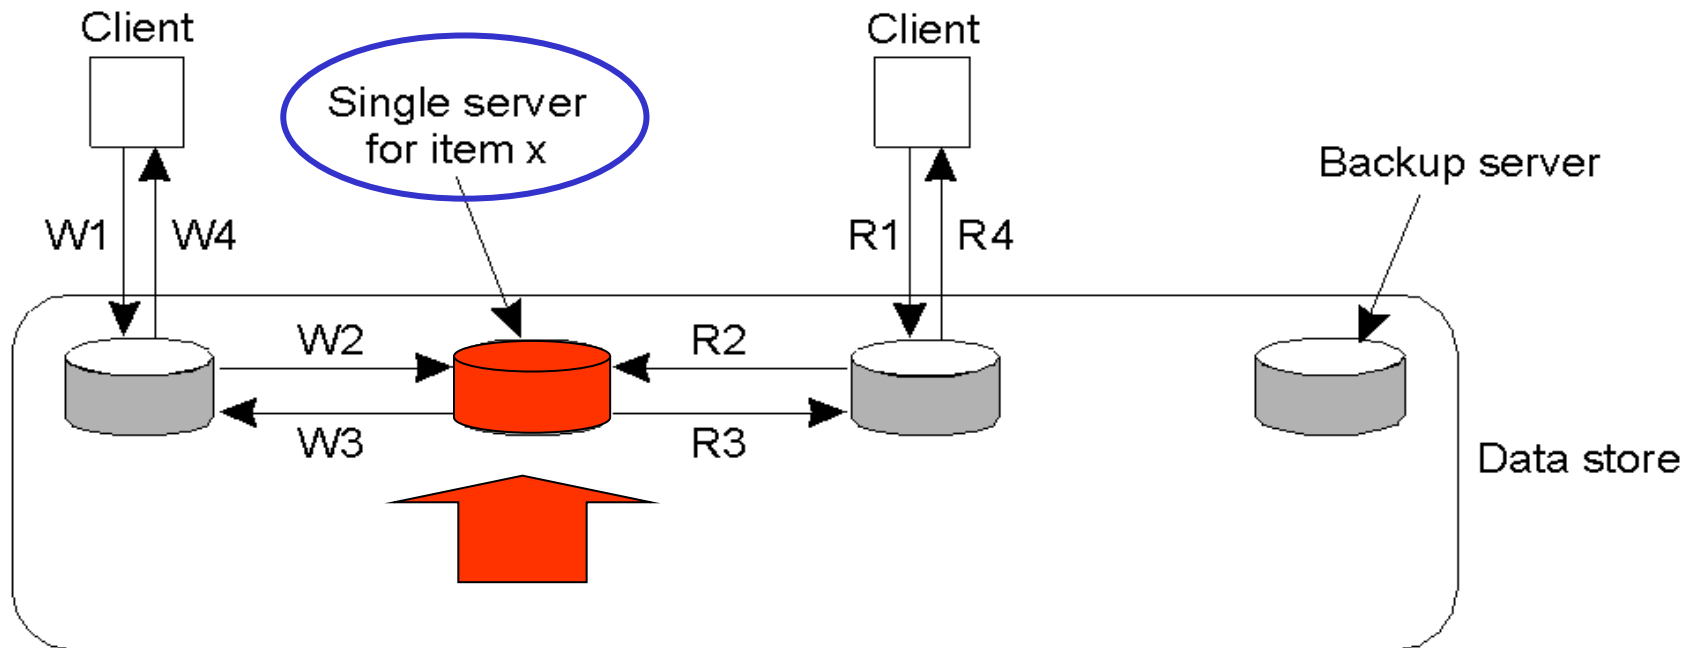 Client
Client
Single server
for item x
Backup server
W1
W4
R1
R4
W2
R2
W3
R3
Data store